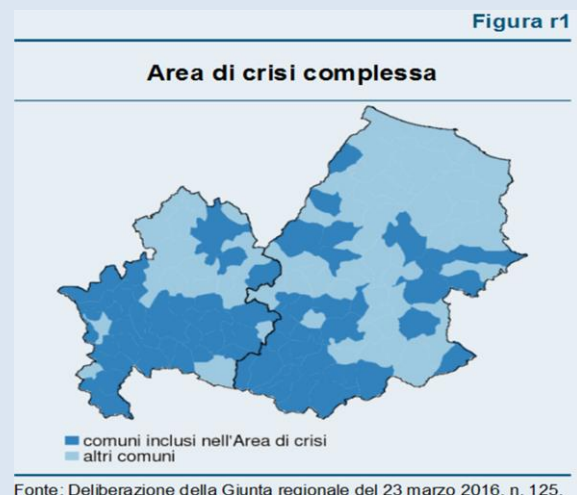 Figura r1
Area di crisi complessa
comuni inclusi nell'Area di crisi
altri comuni
Fonte: Deliberazione della Giunta regionale del 23 marzo 2016, n. 125.